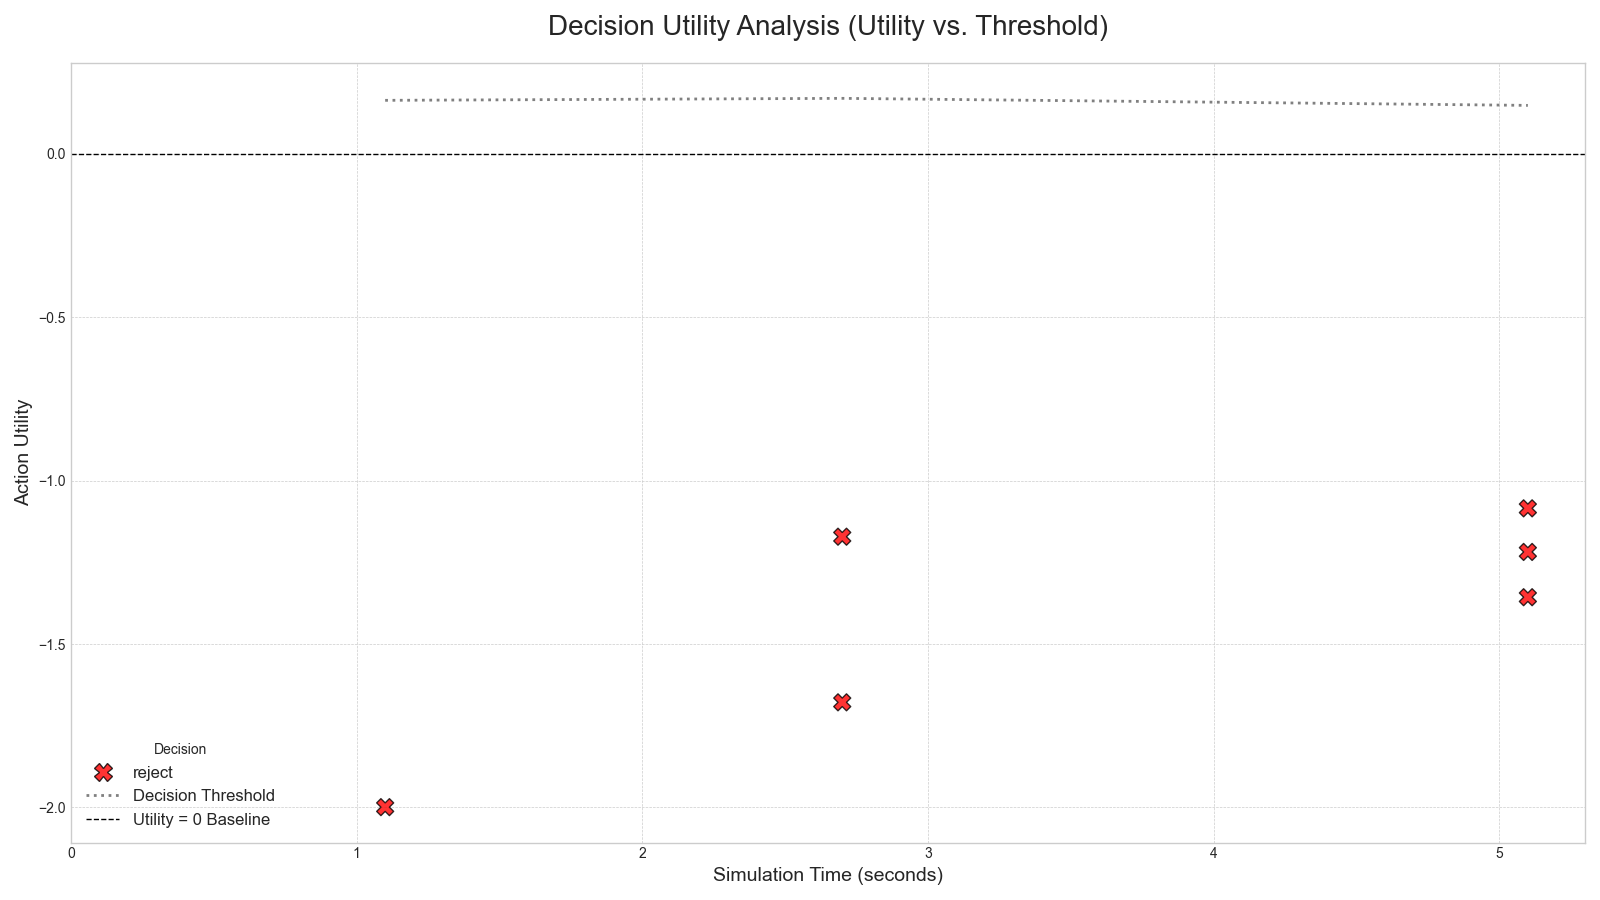 Decision Utility Analysis (Utility vs. Threshold)
Action Utility
0.0
−0.5
−1.0
−1.5
−2.0
Decision
reject
Decision Threshold
Utility = 0 Baseline
0 1 2 3 4 5
Simulation Time (seconds)